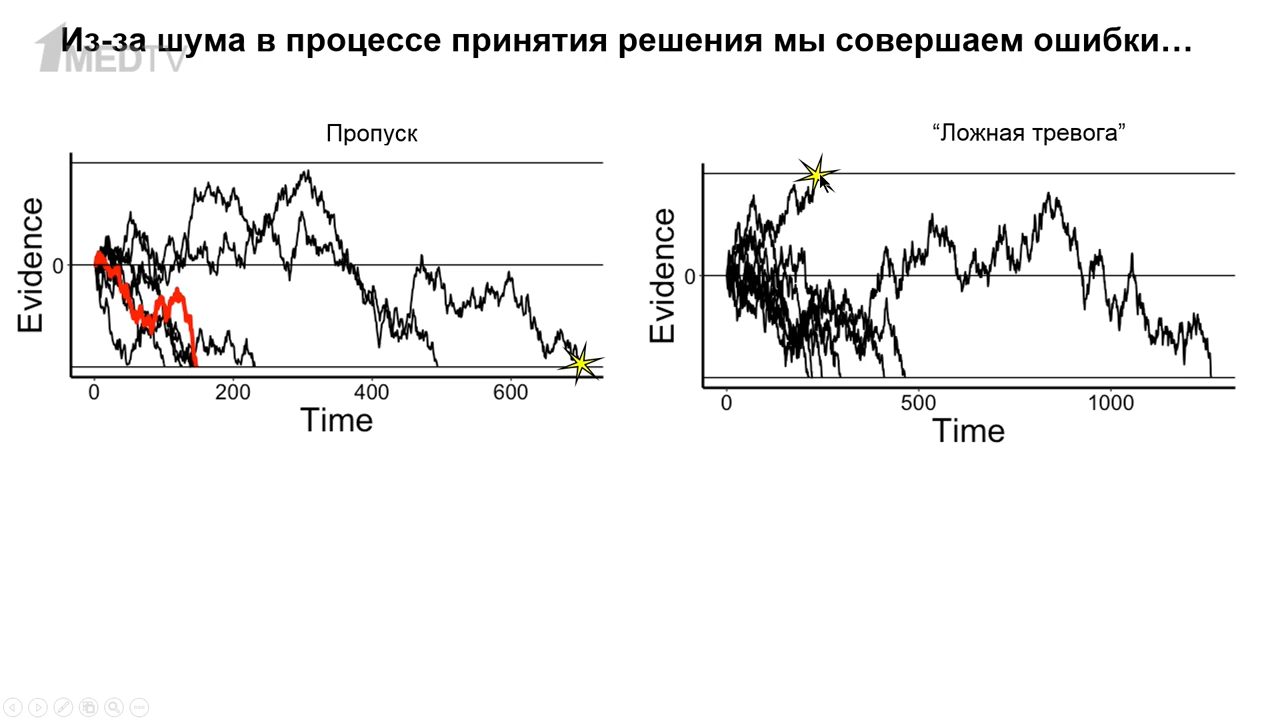 Из-за шума в процессе принятия решения мы совершаем ошибки…
1MEDTV
Пропуск
Evidence
0
0 200 400 600
Time
“Ложная тревога”
Evidence
0
0 500 1000
Time